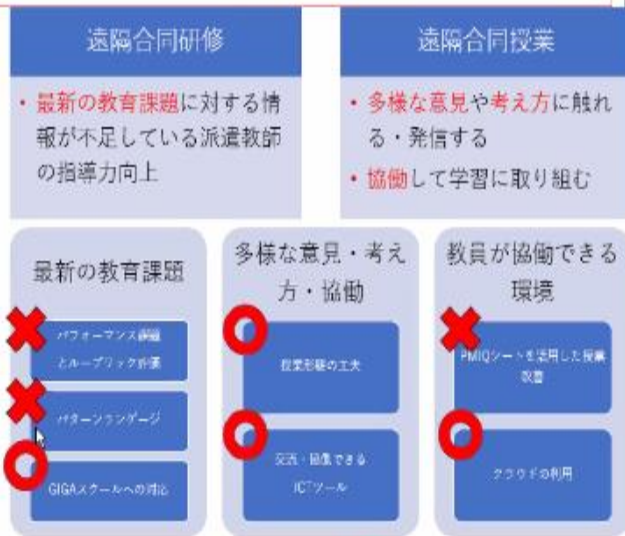 遠隔合同研修
遠隔合同授業
・最新の教育課題に対する情
報が不足している派遣教師
の指導力向上
・多様な意見や考え方に触れ
る・発信する
・協働して学習に取り組む
最新の教育課題
パフォーマンス課題
とルーブリック評価
パターンランゲージ
GIGAスクールへの対応
多様な意見・考え
方・協働
授業形態の工夫
交流・協働できる
ICTツール
教員が協働できる
環境
PMIQシートを活用した授業
改善
クラウドの利用